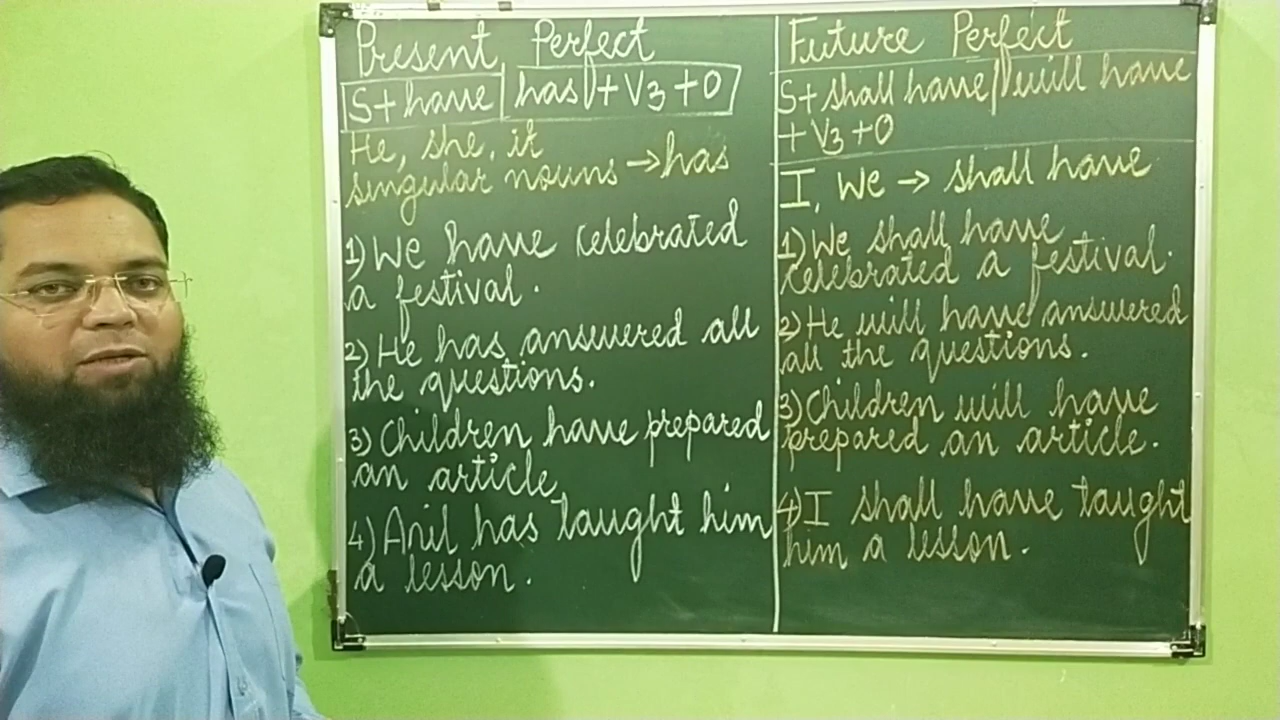 Present Perfect
S+have/has+V3+O
He, she, it
singular nouns →has
1) We have celebrated
a festival.
2) He has answered all
the questions.
3) Children have prepared
an article
4) Anil has taught him
a lesson.
Future Perfect
S+shall have/will have
+V3+O
I, We → shall have
1) We shall have
celebrated a festival.
2) He will have answered
all the questions.
3) Children will have
prepared an article.
4) I shall have taught
him a lesson.